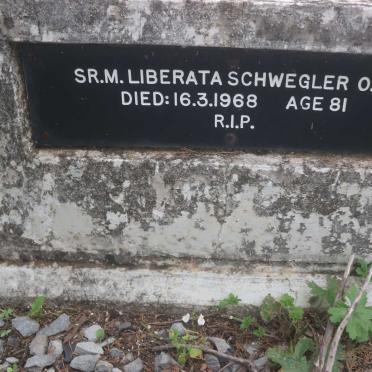 SR.M. LIBERATA SCHWEGLER O.
DIED: 16.3.1968 AGE 81
R.I.P.